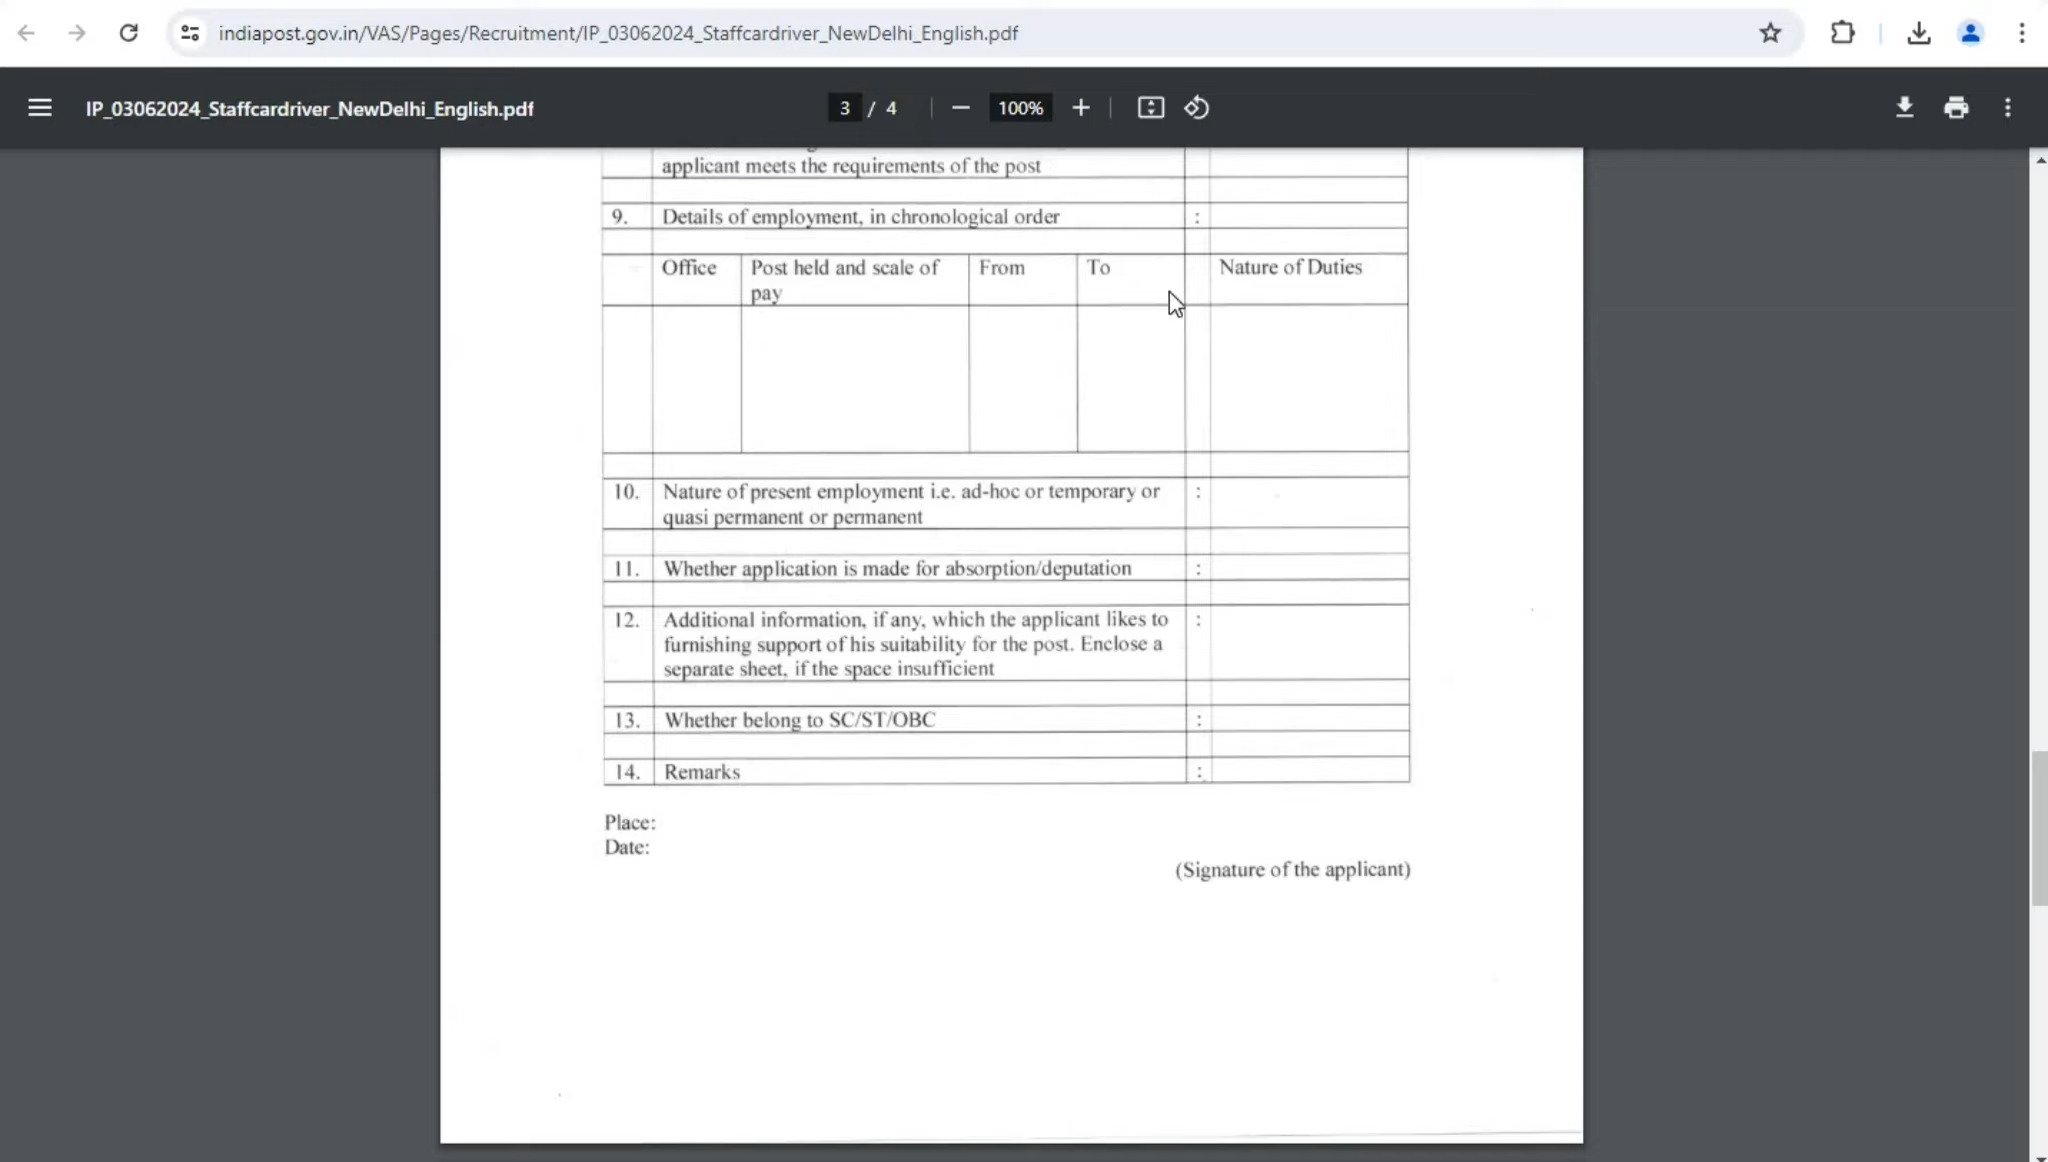 indiapost.gov.in/VAS/Pages/Recruitment/IP_03062024_Staffcardriver_NewDelhi_English.pdf
IP_03062024_Staffcardriver_NewDelhi_English.pdf
3 / 4
100%
applicant meets the requirements of the post
9. Details of employment, in chronological order :
Office Post held and scale of From To Nature of Duties
pay
10. Nature of present employment i.e. ad-hoc or temporary or :
quasi permanent or permanent
11. Whether application is made for absorption/deputation :
12. Additional information, if any, which the applicant likes to :
furnishing support of his suitability for the post. Enclose a
separate sheet, if the space insufficient
13. Whether belong to SC/ST/OBC :
14. Remarks :
Place:
Date:
(Signature of the applicant)